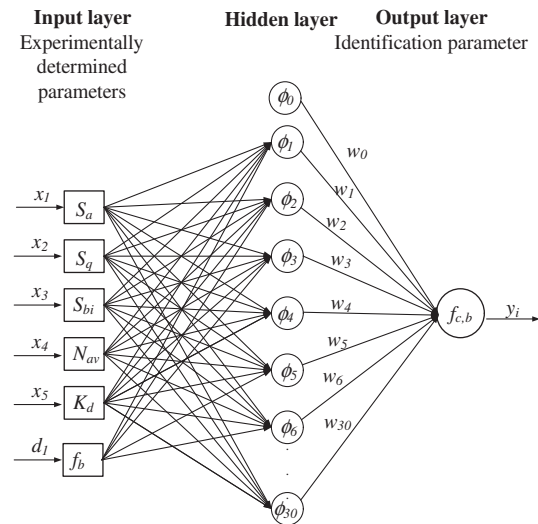 Input layer
Experimentally
determined
parameters
Hidden layer
Output layer
Identification parameter
x1
Sa
x2
Sq
x3
Sbi
x4
Nav
x5
Kd
d1
fb
ϕ0
ϕ1
ϕ2
ϕ3
ϕ4
ϕ5
ϕ6
. . .
ϕ30
w0
w1
w2
w3
w4
w5
w6
w30
fc,b
yi